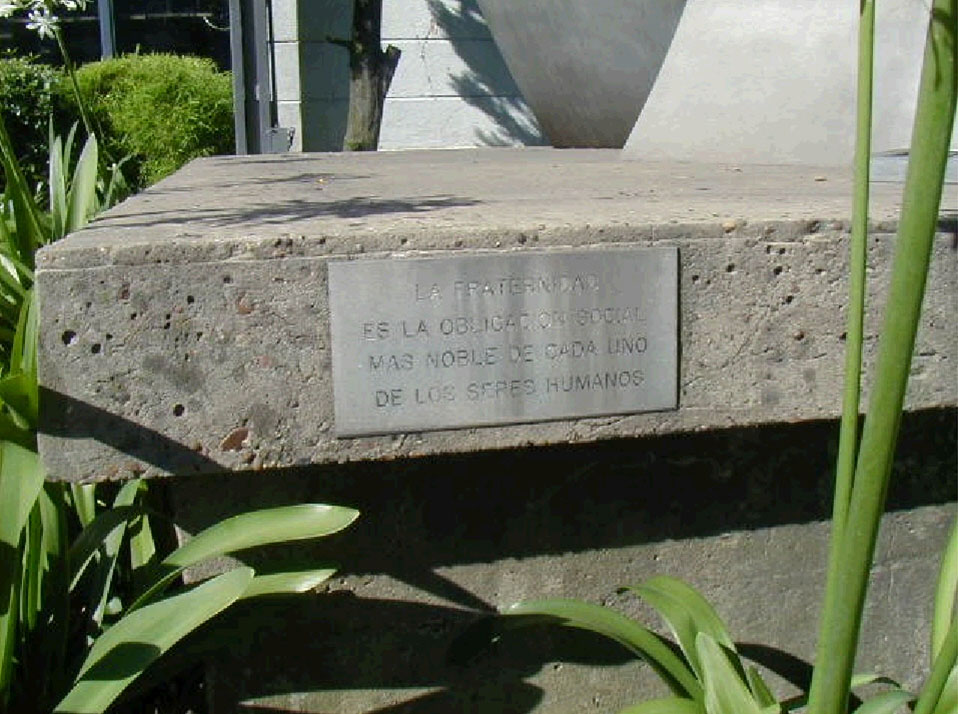 LA FRATERNIDAD
ES LA OBLIGACION SOCIAL
MAS NOBLE DE CADA UNO
DE LOS SERES HUMANOS